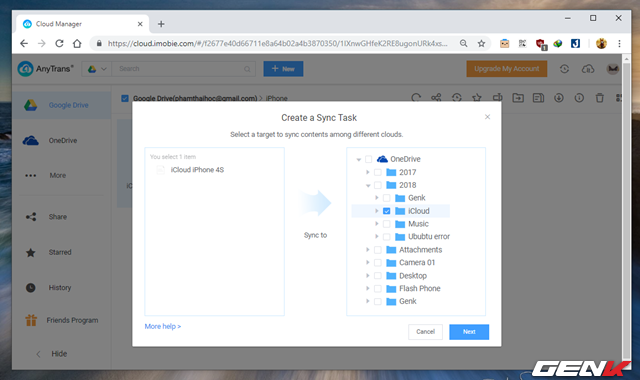 Cloud Manager
https://cloud.imobie.com/#/f2677e40d66711e8a64b02a4b3870350/1IXnwGHfeK2RE8ugonURk4xs...
AnyTrans®
Search
+ New
Upgrade My Account
Google Drive
Google Drive(phamthaihoc@gmail.com) > iPhone
OneDrive
More
Share
Starred
History
Friends Program
Hide
Create a Sync Task
Select a target to sync contents among different clouds.
You select 1 item
iCloud iPhone 4S
Sync to
OneDrive
2017
2018
Genk
iCloud
Music
Ububtu error
Attachments
Camera 01
Desktop
Flash Phone
Genk
More help >
Cancel
Next
GENK